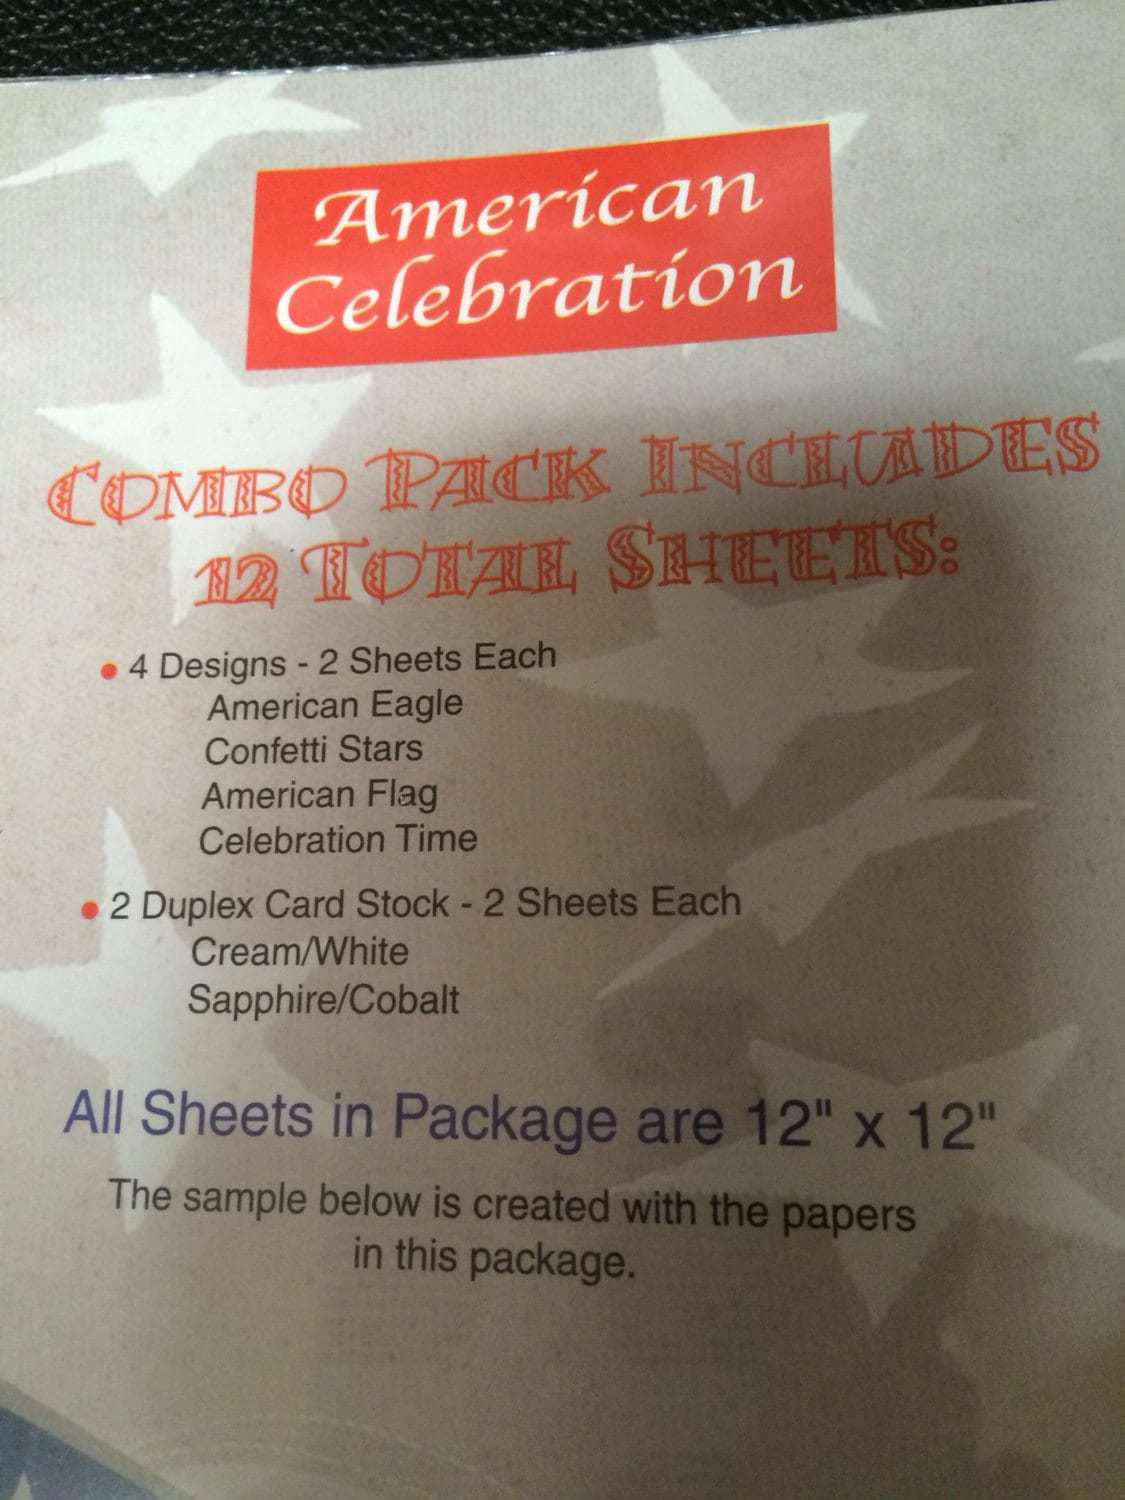 American
Celebration
Combo Pack Includes
12 Total Sheets:
• 4 Designs - 2 Sheets Each
American Eagle
Confetti Stars
American Flag
Celebration Time
• 2 Duplex Card Stock - 2 Sheets Each
Cream/White
Sapphire/Cobalt
All Sheets in Package are 12" x 12"
The sample below is created with the papers
in this package.